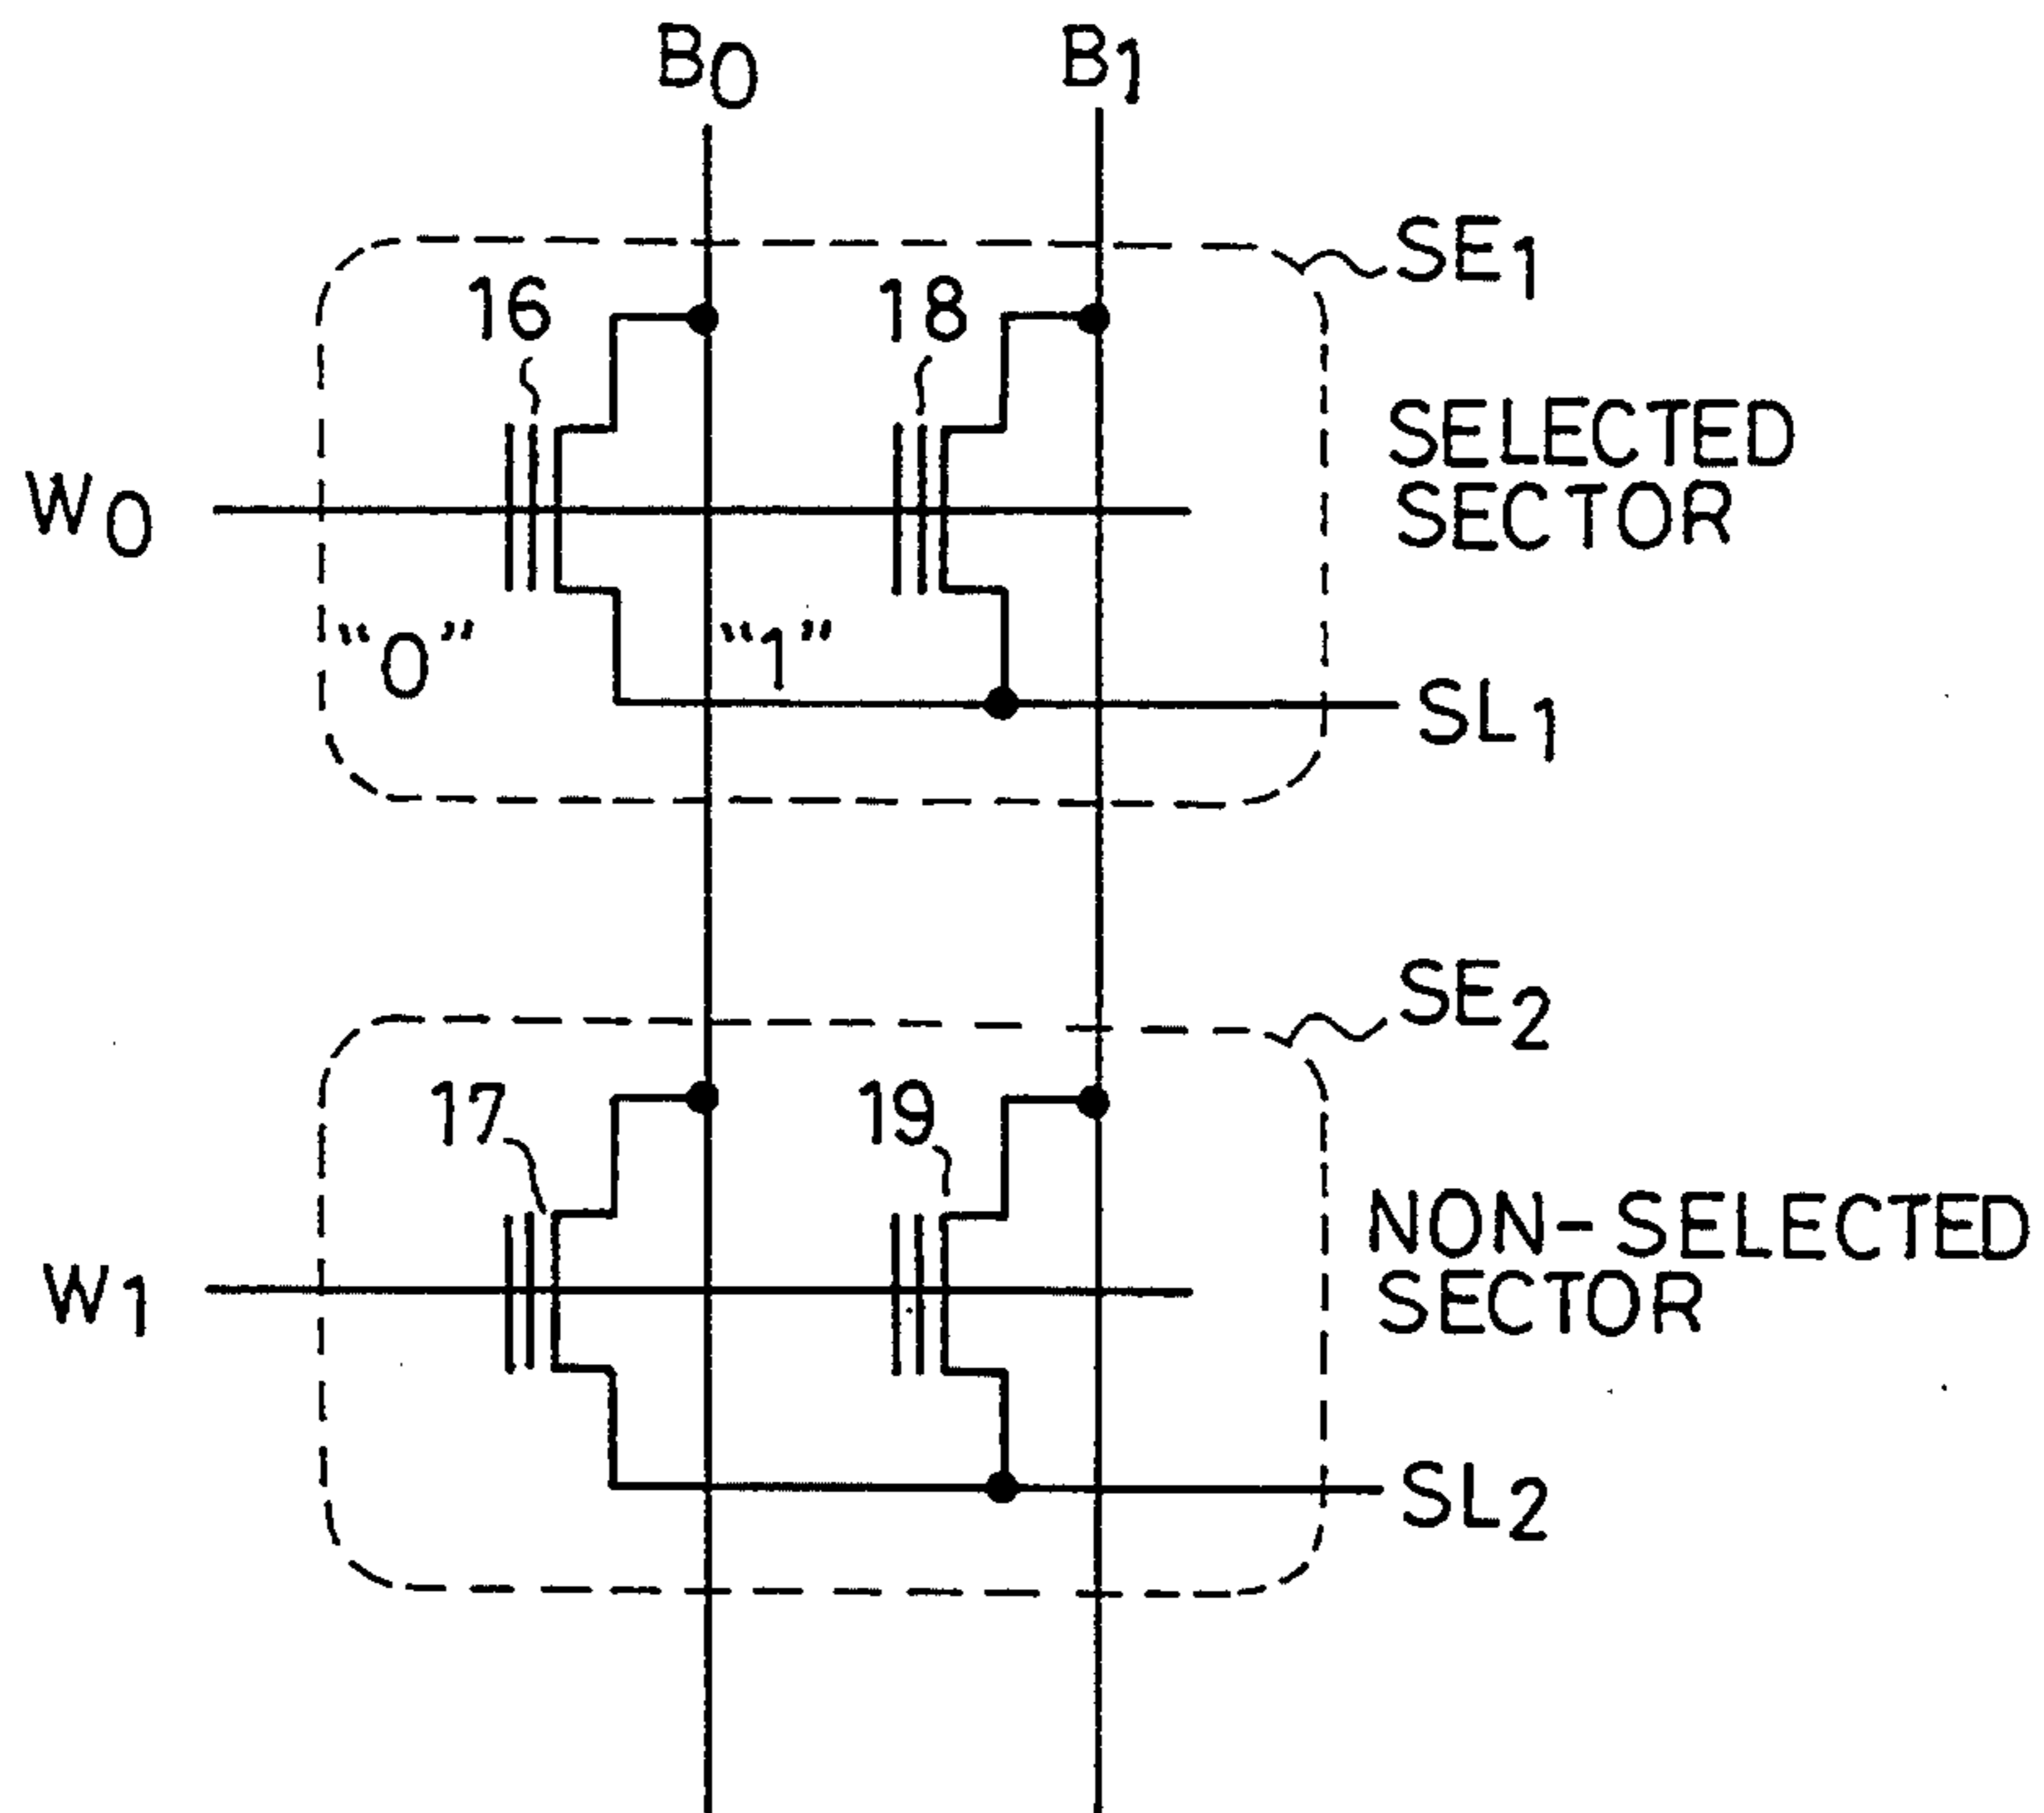 B0 B1
SE1
16 18
SELECTED
SECTOR
W0
“0” “1”
SL1
SE2
17 19
NON-SELECTED
SECTOR
W1
SL2